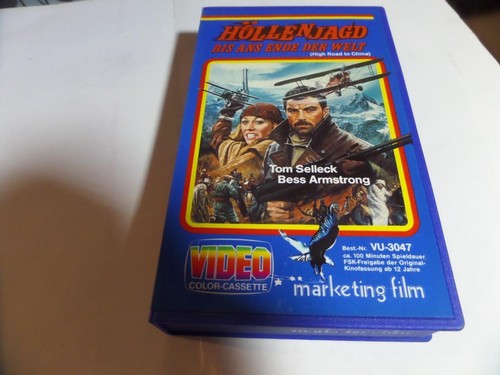 HÖLLENJAGD
BIS ANS ENDE DER WELT
(High Road to China)
Tom Selleck
Bess Armstrong
VIDEO
COLOR-CASSETTE
Best.-Nr. VU-3047
ca. 100 Minuten Spieldauer
FSK-Freigabe der Original-
Kinofassung ab 12 Jahre
marketing film